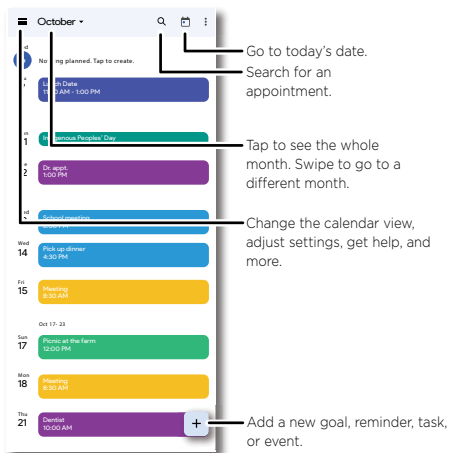 October
Go to today's date.
Search for an
appointment.
Nothing planned. Tap to create.
Lunch Date
AM - 1:00 PM
Tap to see the whole
month. Swipe to go to a
different month.
Indigenous Peoples' Day
Dr. appt.
1:00 PM
Change the calendar view,
adjust settings, get help, and
more.
School meeting
Wed
14
Pick up dinner
4:30 PM
Fri
15
Meeting
8:30 AM
Oct 17- 23
Sun
17
Picnic at the farm
12:00 PM
Mon
18
Meeting
8:30 AM
Thu
21
Dentist
10:00 AM
+
Add a new goal, reminder, task,
or event.